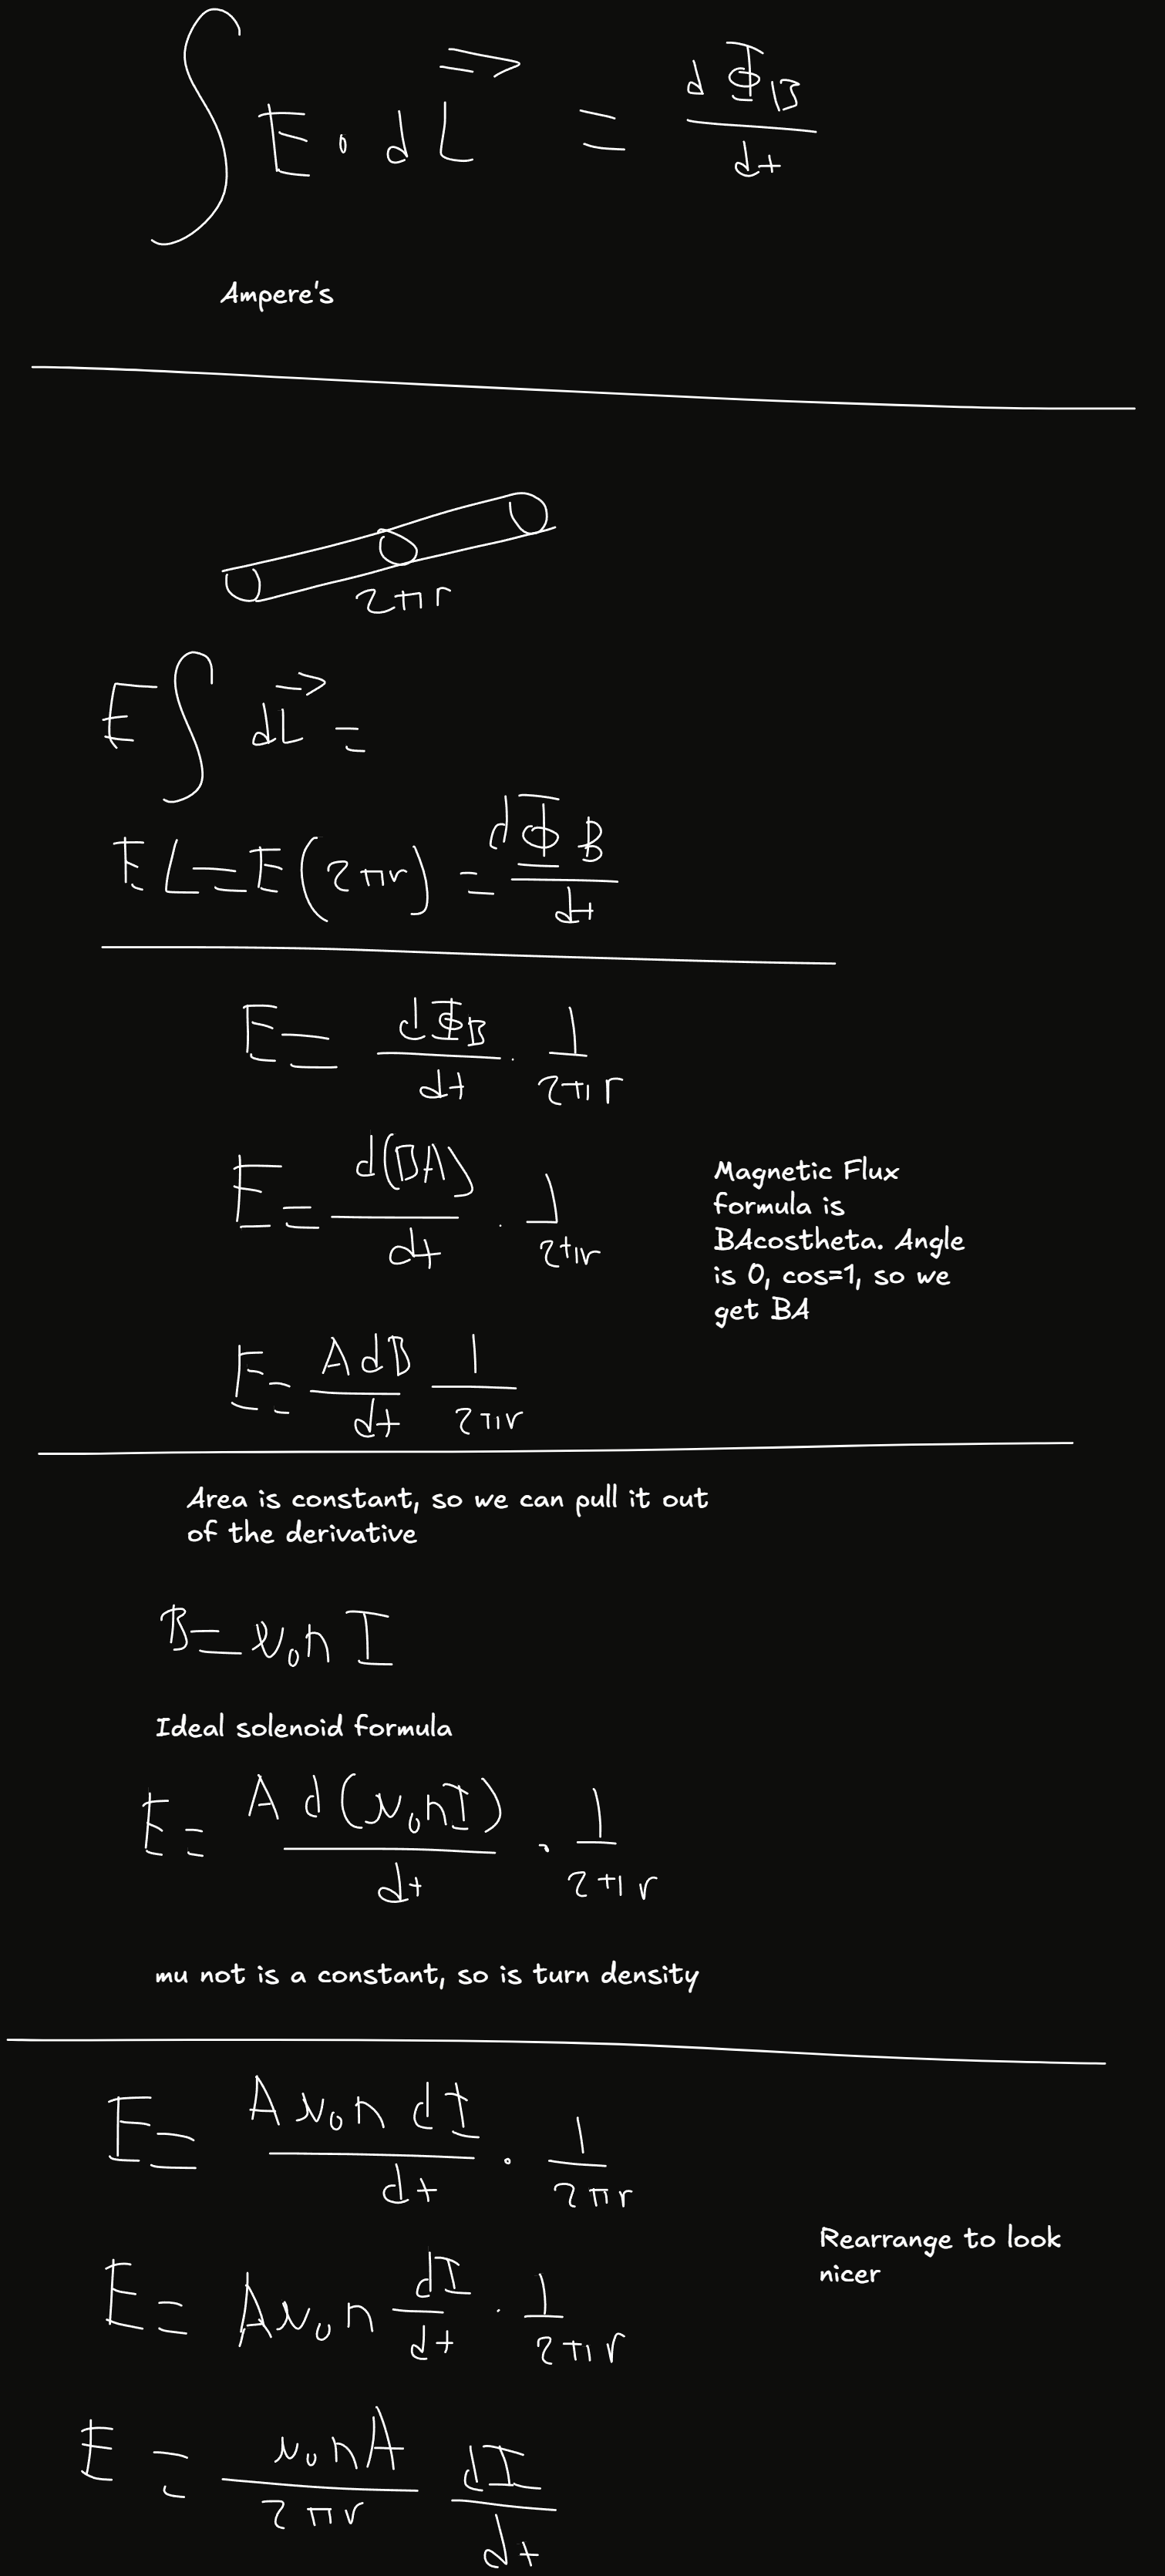 ∫ E · dL⃗ = dΦB/dt
Ampere's
2πr
E ∫ dL⃗ =
EL = E(2πr) = dΦB/dt
E = dΦB/dt · 1/2πr
E = d(BA)/dt · 1/2πr
Magnetic Flux
formula is
BAcostheta. Angle
is 0, cos=1, so we
get BA
E = AdB/dt 1/2πr
Area is constant, so we can pull it out
of the derivative
B = μ₀nI
Ideal solenoid formula
E = Ad(μ₀nI)/dt · 1/2πr
mu not is a constant, so is turn density
E = Aμ₀ndI/dt · 1/2πr
Rearrange to look
nicer
E = Aμ₀n dI/dt · 1/2πr
E = μ₀nA/2πr dI/dt